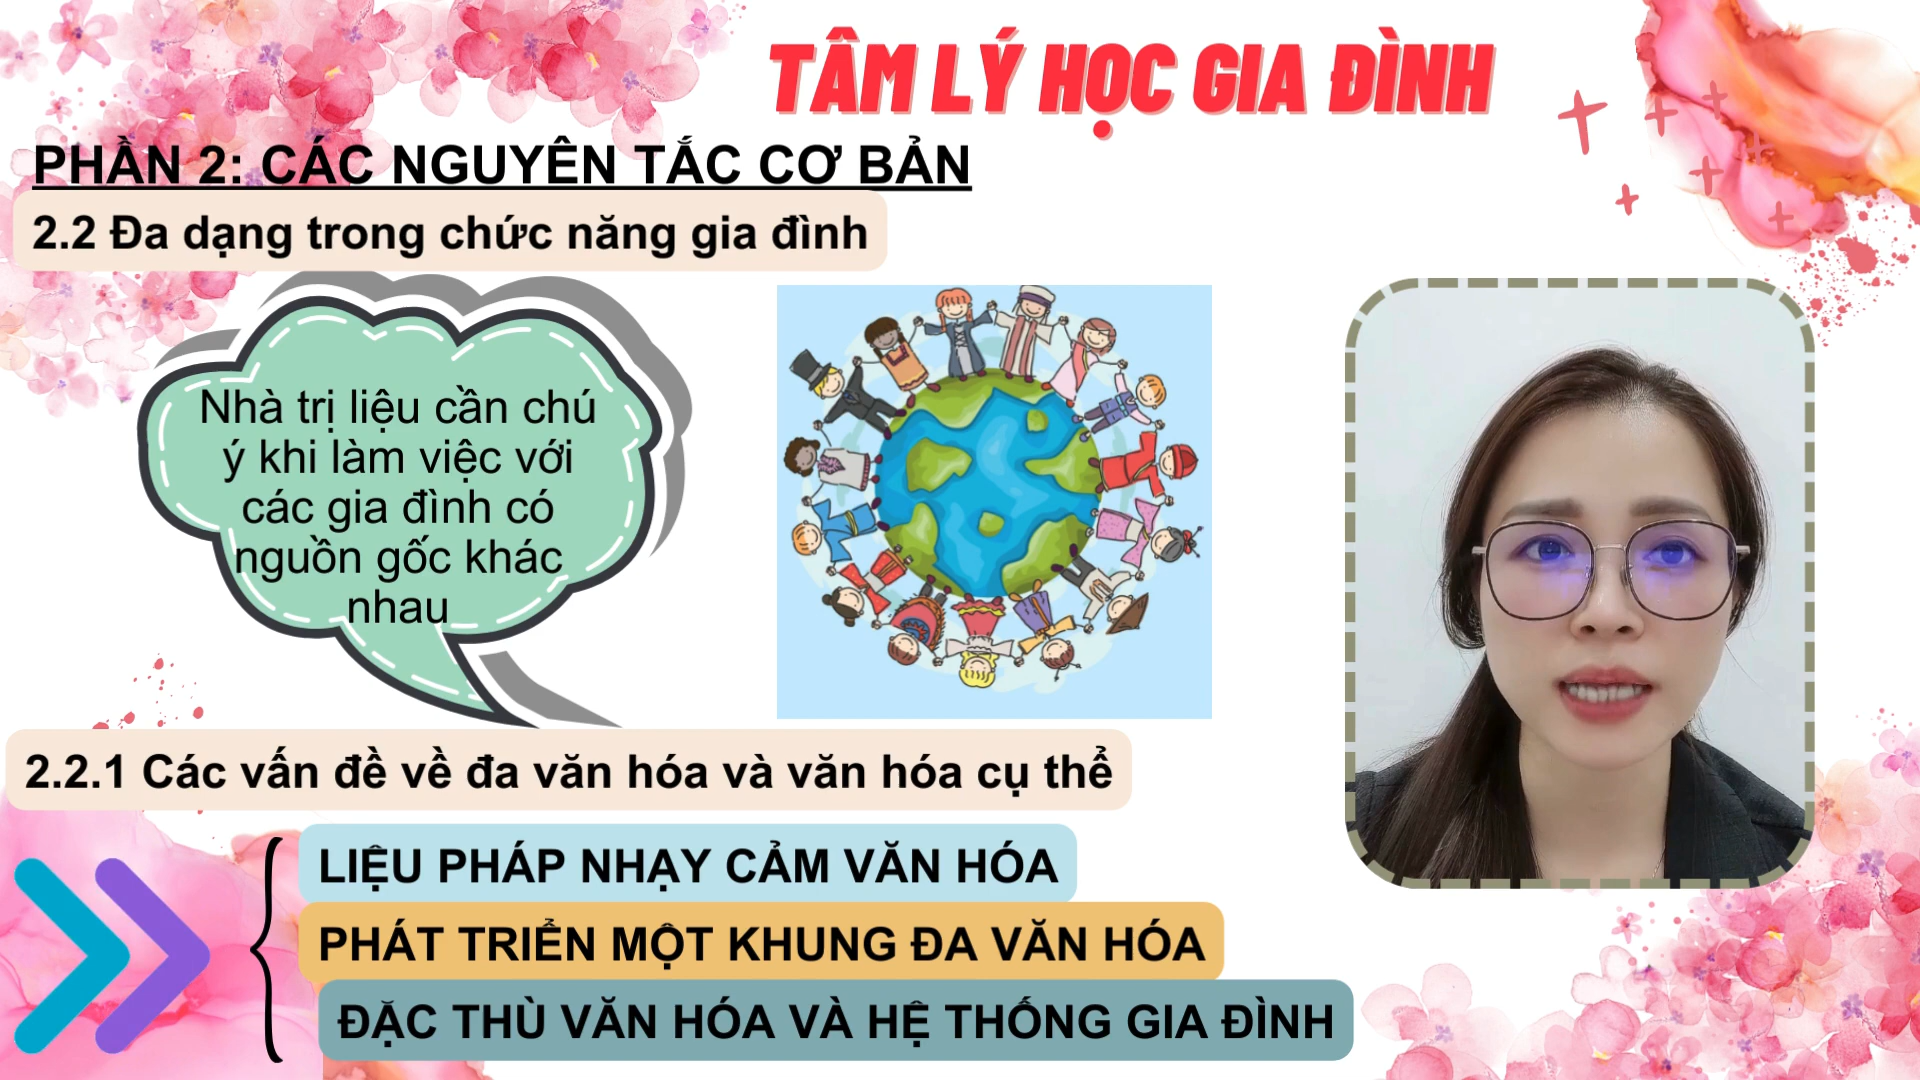 TÂM LÝ HỌC GIA ĐÌNH
PHẦN 2: CÁC NGUYÊN TẮC CƠ BẢN
2.2 Đa dạng trong chức năng gia đình
Nhà trị liệu cần chú
ý khi làm việc với
các gia đình có
nguồn gốc khác
nhau
2.2.1 Các vấn đề về đa văn hóa và văn hóa cụ thể
LIỆU PHÁP NHẠY CẢM VĂN HÓA
PHÁT TRIỂN MỘT KHUNG ĐA VĂN HÓA
ĐẶC THÙ VĂN HÓA VÀ HỆ THỐNG GIA ĐÌNH